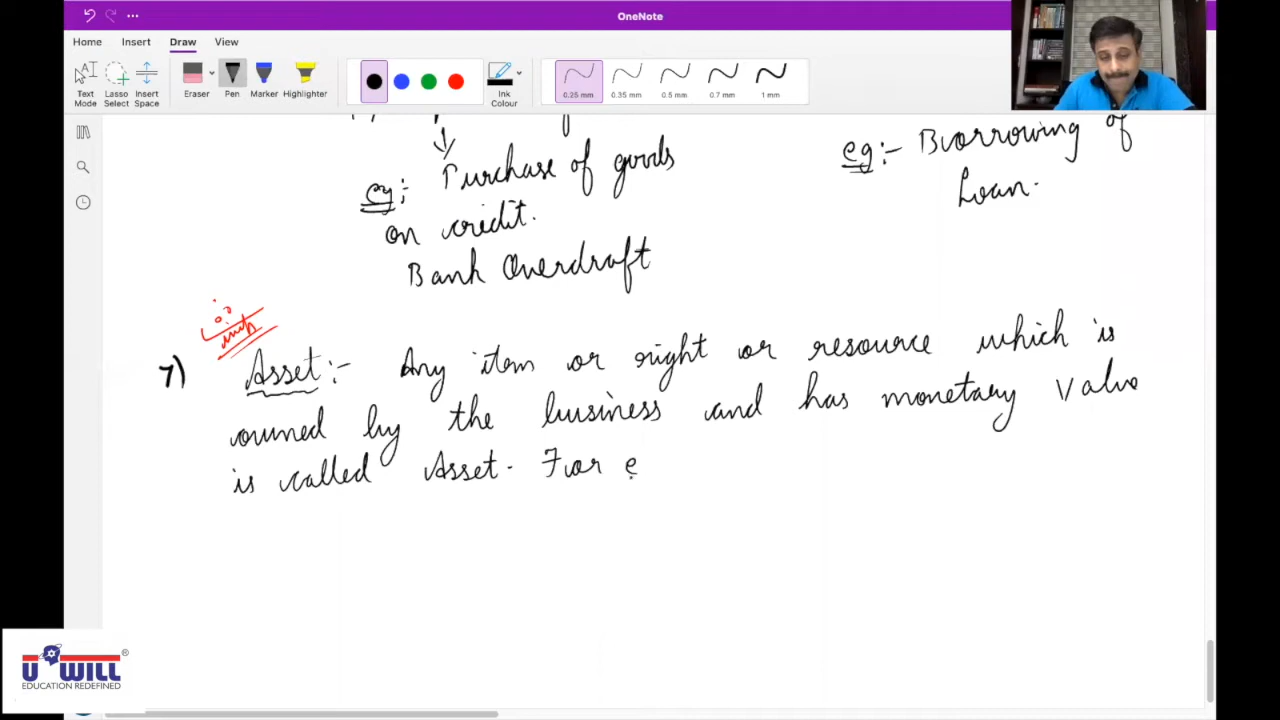 OneNote
Home Insert Draw View
Text Mode Lasso Select Insert Space Eraser Pen Marker Highlighter Ink Colour 0.25 mm 0.35 mm 0.5 mm 0.7 mm 1 mm
eg:- Purchase of goods
on credit.
Bank Overdraft
eg:- Borrowing of
Loan.
7) Asset:- Any item or right or resource which is
owned by the business and has monetary value
is called Asset. For e
U WILL
EDUCATION REDEFINED